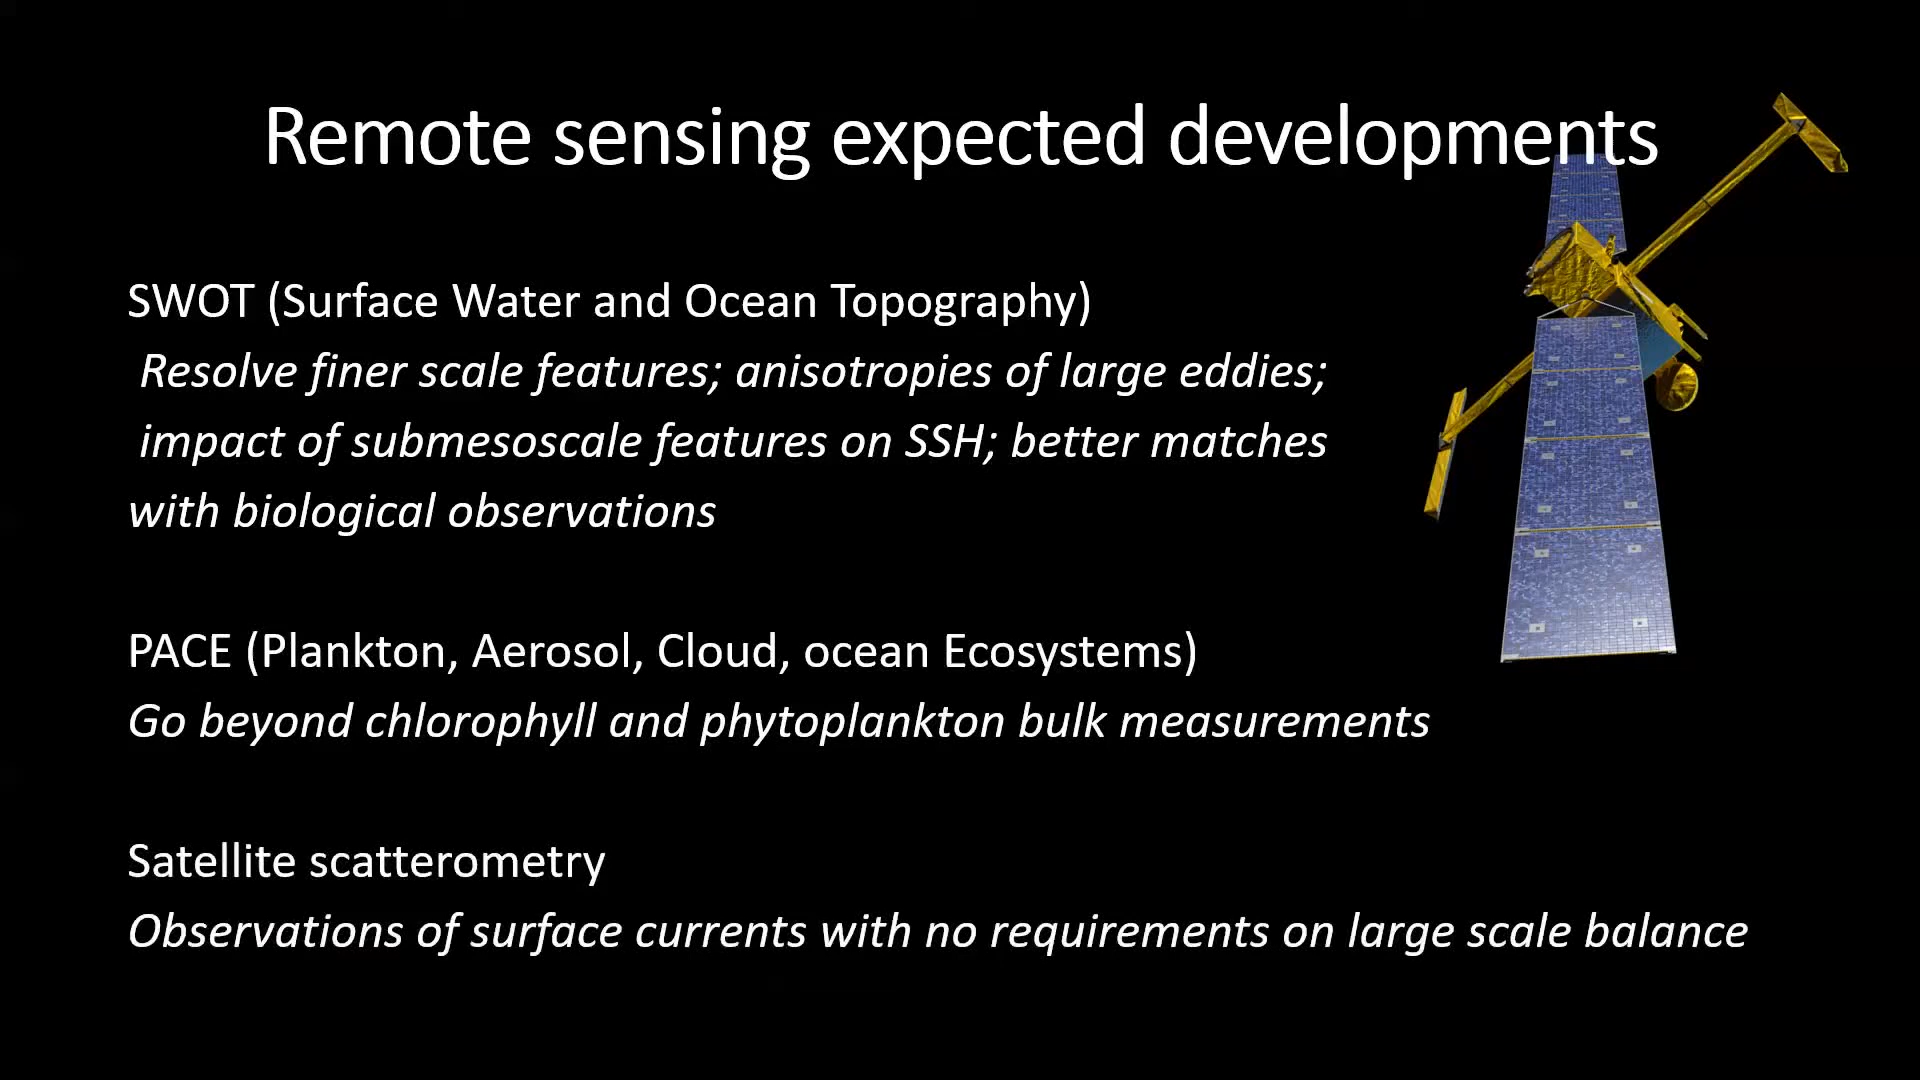 Remote sensing expected developments
SWOT (Surface Water and Ocean Topography)
Resolve finer scale features; anisotropies of large eddies;
impact of submesoscale features on SSH; better matches
with biological observations
PACE (Plankton, Aerosol, Cloud, ocean Ecosystems)
Go beyond chlorophyll and phytoplankton bulk measurements
Satellite scatterometry
Observations of surface currents with no requirements on large scale balance